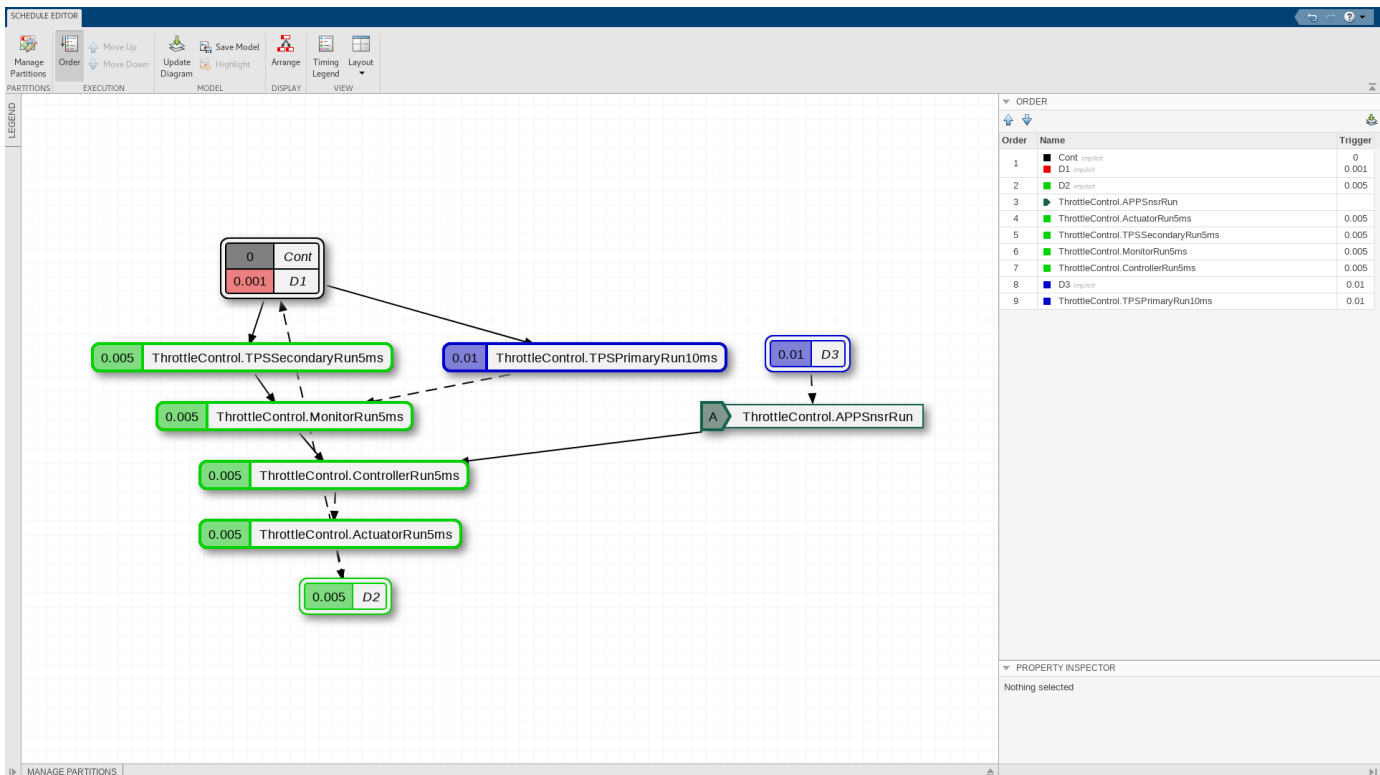 SCHEDULE EDITOR
?
Manage Partitions
Order
Move Up
Move Down
Update Diagram
Save Model
Highlight
Arrange
Timing Legend
Layout
PARTITIONS
EXECUTION
MODEL
DISPLAY
VIEW
LEGEND
0 Cont
0.001 D1
0.005 ThrottleControl.TPSSecondaryRun5ms
0.01 ThrottleControl.TPSPrimaryRun10ms
0.01 D3
0.005 ThrottleControl.MonitorRun5ms
A ThrottleControl.APPSnsrRun
0.005 ThrottleControl.ControllerRun5ms
0.005 ThrottleControl.ActuatorRun5ms
0.005 D2
MANAGE PARTITIONS
ORDER
Order Name Trigger
1 Cont implicit 0
D1 implicit 0.001
2 D2 implicit 0.005
3 ThrottleControl.APPSnsrRun
4 ThrottleControl.ActuatorRun5ms 0.005
5 ThrottleControl.TPSSecondaryRun5ms 0.005
6 ThrottleControl.MonitorRun5ms 0.005
7 ThrottleControl.ControllerRun5ms 0.005
8 D3 implicit 0.01
9 ThrottleControl.TPSPrimaryRun10ms 0.01
PROPERTY INSPECTOR
Nothing selected